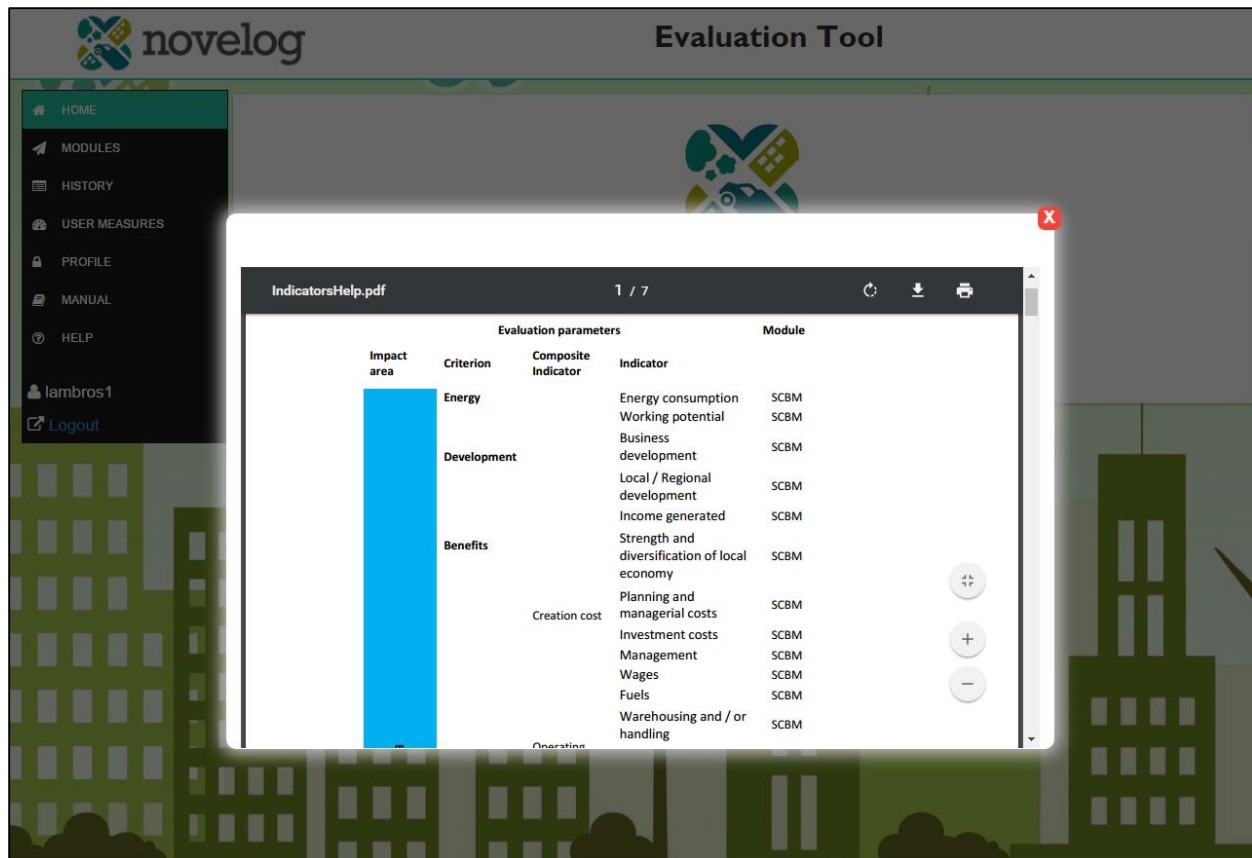 novelog
Evaluation Tool
HOME
MODULES
HISTORY
USER MEASURES
PROFILE
MANUAL
HELP
lambros1
Logout
X
IndicatorsHelp.pdf 1 / 7
Evaluation parameters Module
Impact area Criterion Composite Indicator Indicator
Energy Energy consumption SCBM
Working potential SCBM
Development Business development SCBM
Local / Regional development SCBM
Income generated SCBM
Benefits Strength and diversification of local economy SCBM
Creation cost Planning and managerial costs SCBM
Investment costs SCBM
Management SCBM
Wages SCBM
Fuels SCBM
Warehousing and / or handling SCBM
Operating